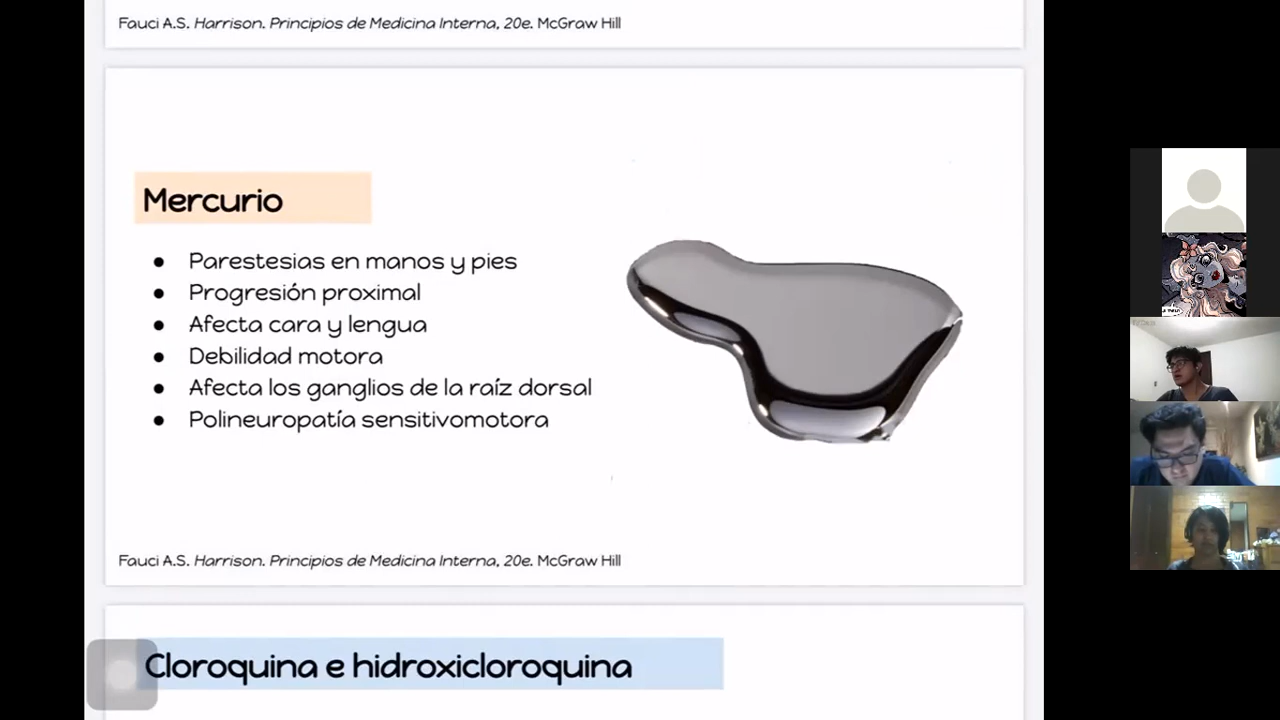 Fauci A.S. Harrison. Principios de Medicina Interna, 20e. McGraw Hill
Mercurio
● Parestesias en manos y pies
● Progresión proximal
● Afecta cara y lengua
● Debilidad motora
● Afecta los ganglios de la raíz dorsal
● Polineuropatía sensitivomotora
Fauci A.S. Harrison. Principios de Medicina Interna, 20e. McGraw Hill
Cloroquina e hidroxicloroquina